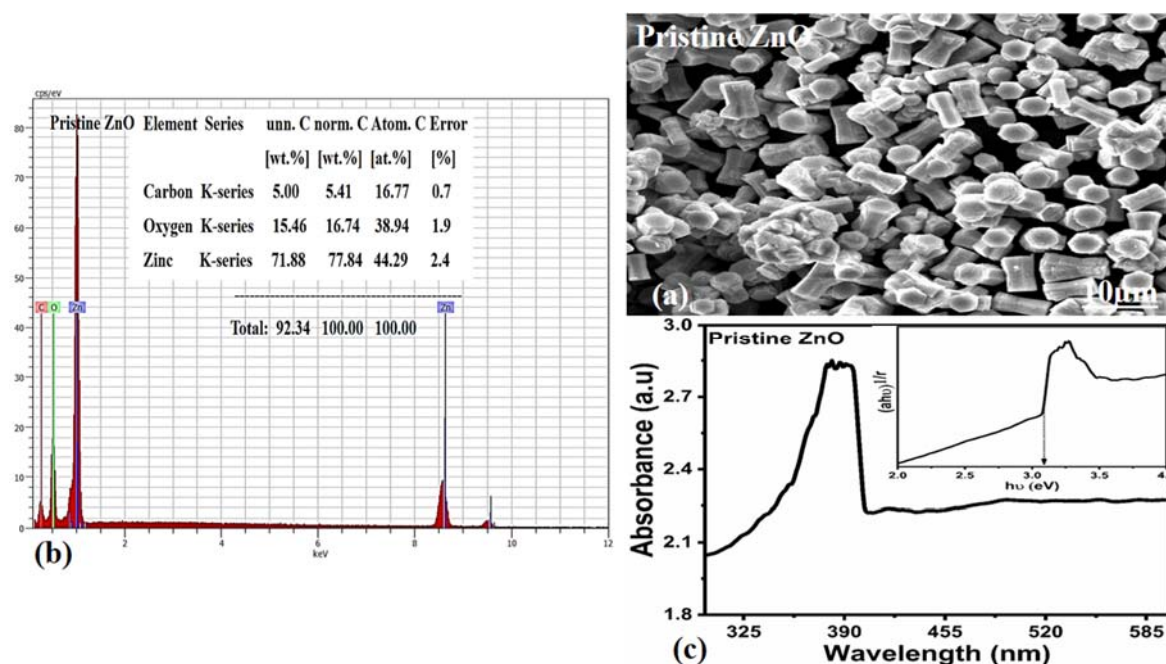 cps/eV
80
70
60
50
40
30
20
10
0
Pristine ZnO Element Series unn. C norm. C Atom. C Error
[wt.%] [wt.%] [at.%] [%]
Carbon K-series 5.00 5.41 16.77 0.7
Oxygen K-series 15.46 16.74 38.94 1.9
Zinc K-series 71.88 77.84 44.29 2.4
Total: 92.34 100.00 100.00
C O Zn Zn
2 4 6 8 10 12
keV
(b)
Pristine ZnO
(a)
10μm
3.0
2.7
2.4
2.1
1.8
Absorbance (a.u)
Pristine ZnO
(ahυ)1/r
2.0 2.5 3.0 3.5 4.
hυ (eV)
325 390 455 520 585
Wavelength (nm)
(c)